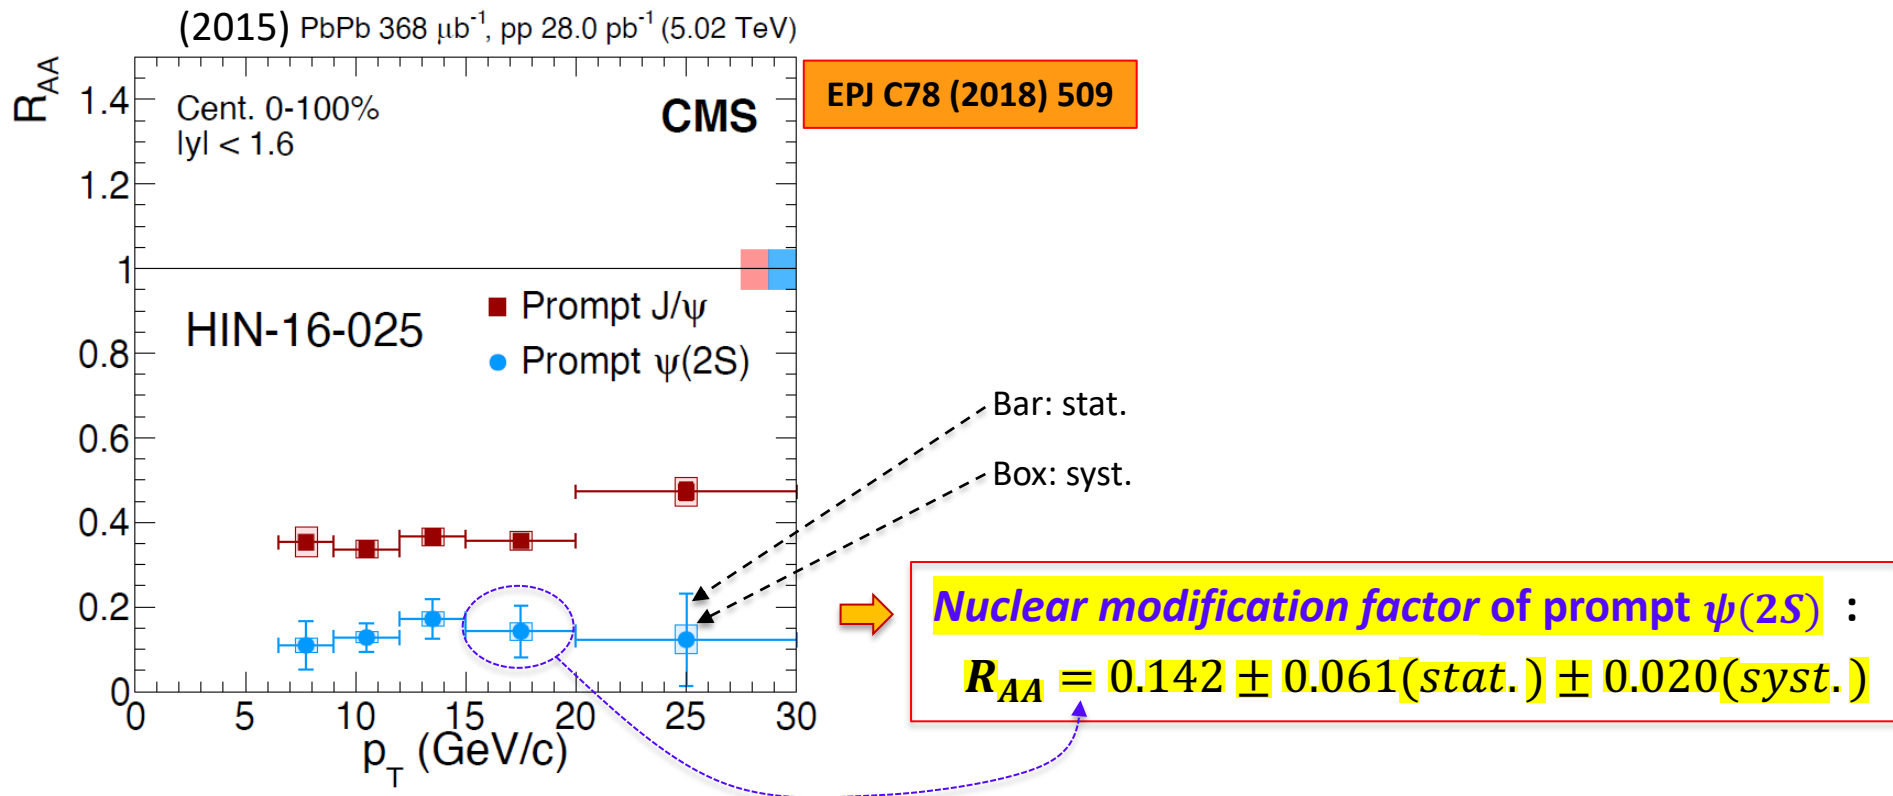 (2015) PbPb 368 μb⁻¹, pp 28.0 pb⁻¹ (5.02 TeV)
R_AA
1.4
1.2
1
0.8
0.6
0.4
0.2
0
Cent. 0-100%
|y| < 1.6
CMS
EPJ C78 (2018) 509
HIN-16-025
Prompt J/ψ
Prompt ψ(2S)
Bar: stat.
Box: syst.
Nuclear modification factor of prompt ψ(2S) :
R_AA = 0.142 ± 0.061(stat.) ± 0.020(syst.)
0 5 10 15 20 25 30
p_T (GeV/c)